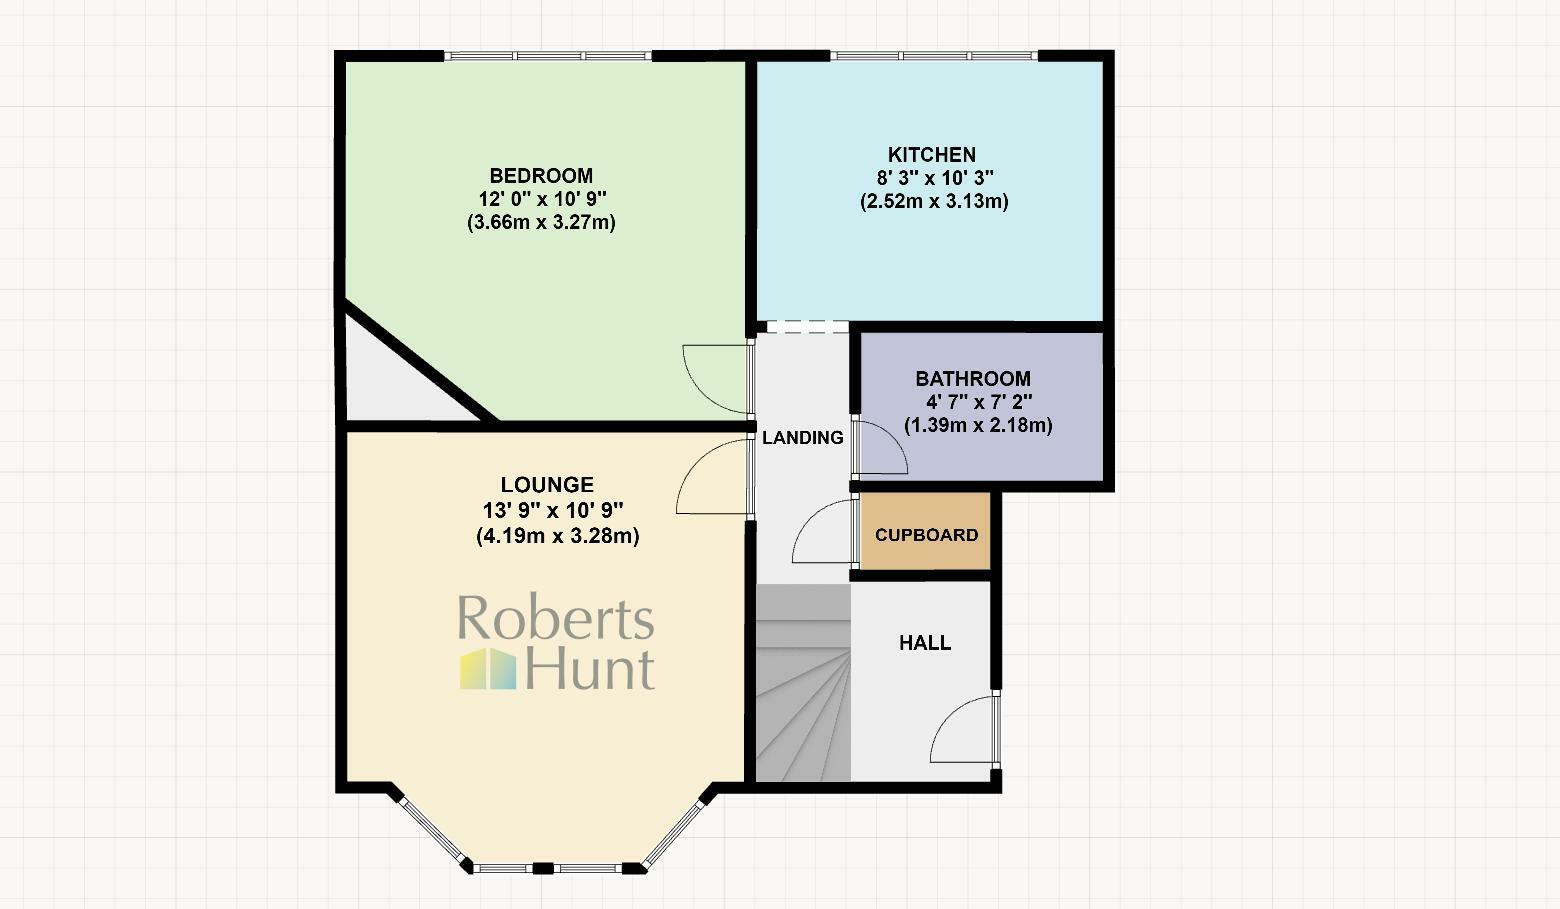 BEDROOM
12' 0" x 10' 9"
(3.66m x 3.27m)
KITCHEN
8' 3" x 10' 3"
(2.52m x 3.13m)
BATHROOM
4' 7" x 7' 2"
(1.39m x 2.18m)
LANDING
LOUNGE
13' 9" x 10' 9"
(4.19m x 3.28m)
CUPBOARD
Roberts
Hunt
HALL